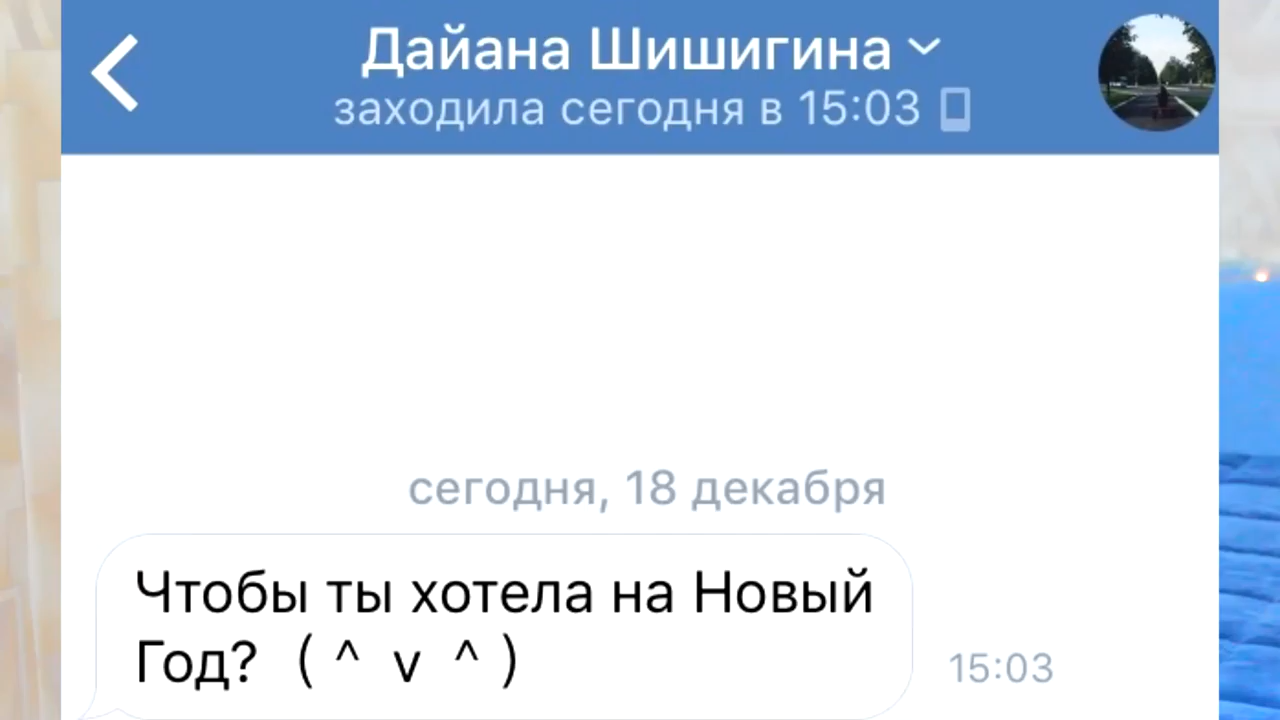 Дайана Шишигина
заходила сегодня в 15:03
сегодня, 18 декабря
Чтобы ты хотела на Новый
Год? ( ^ v ^ )
15:03